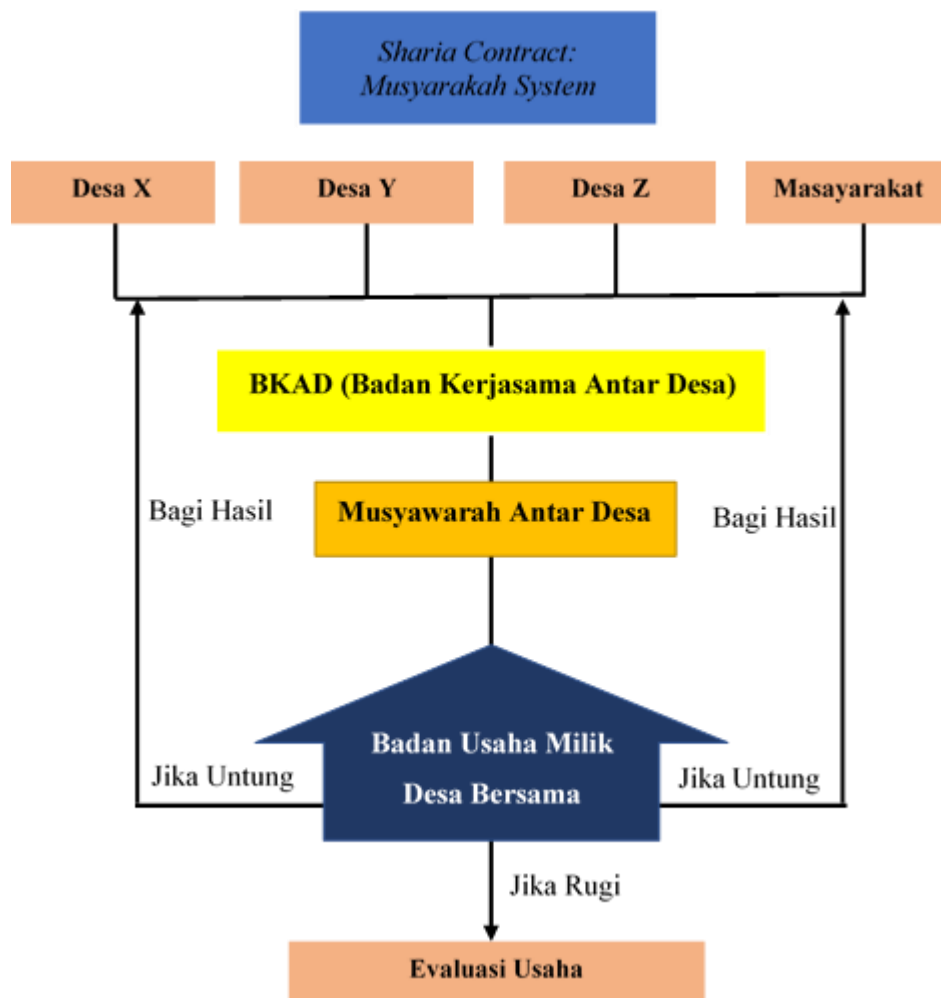 Sharia Contract:
Musyarakah System
Desa X
Desa Y
Desa Z
Masayarakat
BKAD (Badan Kerjasama Antar Desa)
Musyawarah Antar Desa
Bagi Hasil
Bagi Hasil
Badan Usaha Milik
Desa Bersama
Jika Untung
Jika Untung
Jika Rugi
Evaluasi Usaha